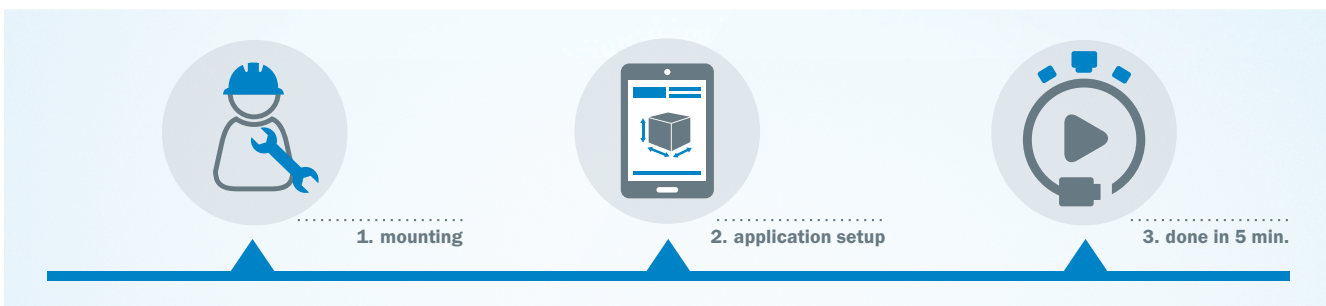 1. mounting
2. application setup
3. done in 5 min.